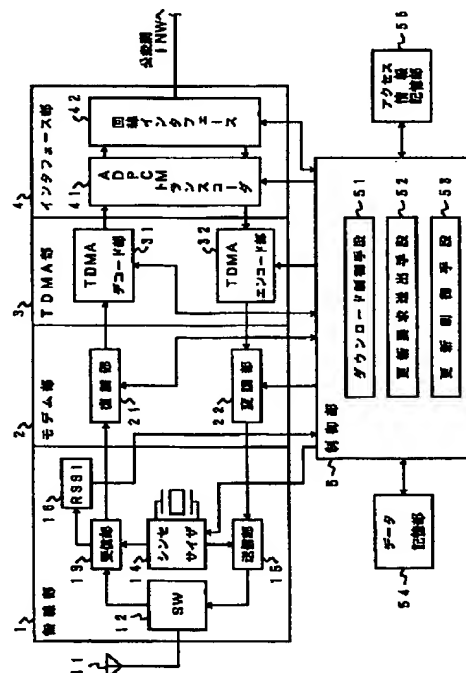 1
無線部
2
モデム部
3
TDMA部
4
インタフェース部
11
12
SW
13
受信部
14
シンセサイザ
15
送信部
16
RSSI
21
復調部
22
変調部
31
TDMAデコード部
32
TDMAエンコード部
41
ADPCM
トランスコーダ
42
回線インタフェース
公衆網
INWへ
5
制御部
51
ダウンロード制御手段
52
更新要求送出手段
53
更新制御手段
54
データ記憶部
55
アクセス情報記憶部